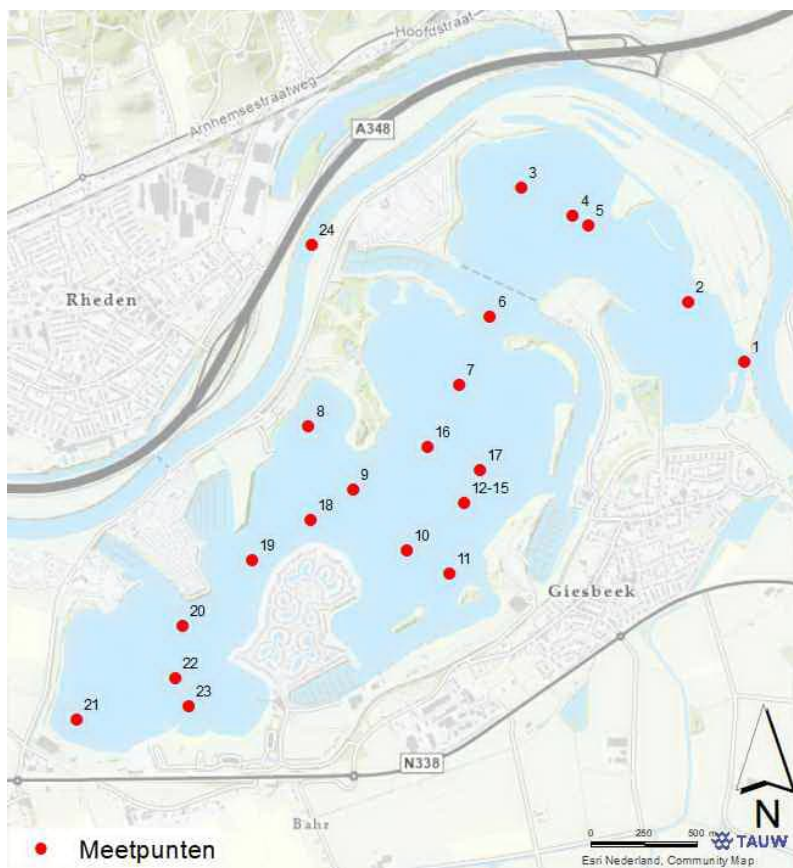 Hoofdstraat
Arnhemsestraatweg
A348
3
4
5
24
Rheden
2
6
1
7
8
16
17
9
12-15
18
10
19
11
Giesbeek
20
22
23
21
N338
N
Bahr
0 250 500 m
TAUW
Meetpunten
Esri Nederland, Community Map